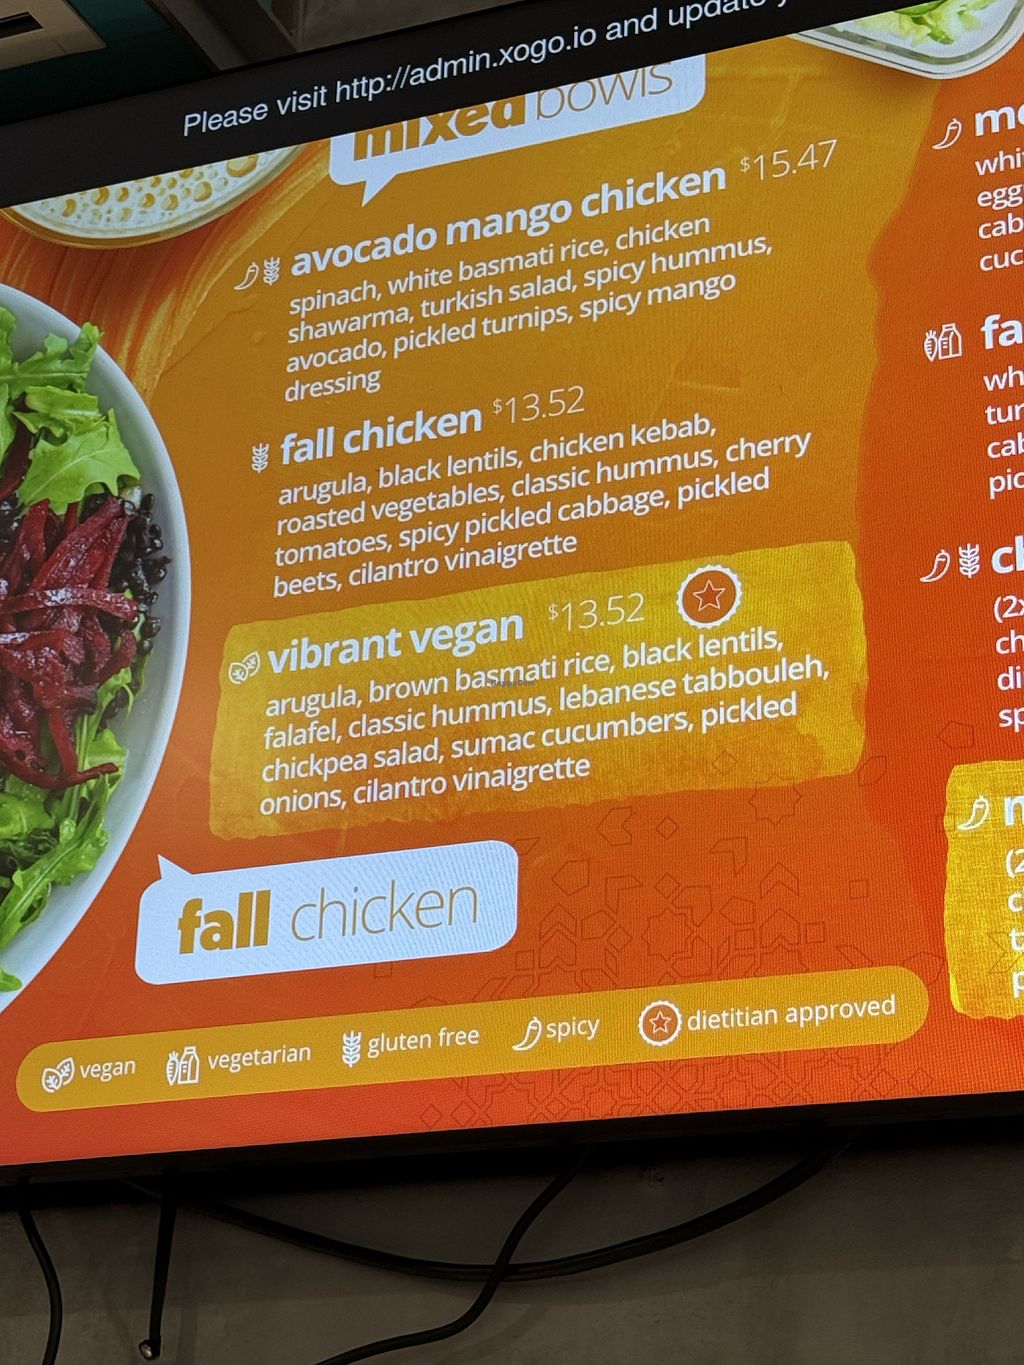 Please visit http://admin.xogo.io and update
mixed bowls
avocado mango chicken $15.47
spinach, white basmati rice, chicken
shawarma, turkish salad, spicy hummus,
avocado, pickled turnips, spicy mango
dressing
fall chicken $13.52
arugula, black lentils, chicken kebab,
roasted vegetables, classic hummus, cherry
tomatoes, spicy pickled cabbage, pickled
beets, cilantro vinaigrette
vibrant vegan $13.52
arugula, brown basmati rice, black lentils,
falafel, classic hummus, lebanese tabbouleh,
chickpea salad, sumac cucumbers, pickled
onions, cilantro vinaigrette
fall chicken
vegan vegetarian gluten free spicy dietitian approved
(2x